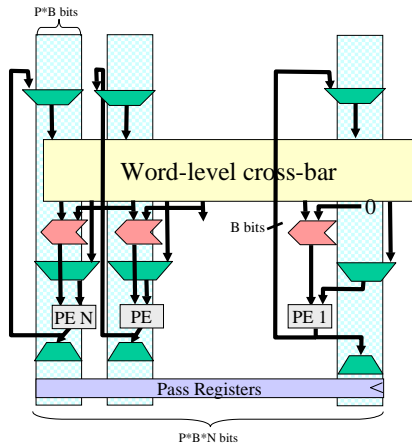 P*B bits
Word-level cross-bar
0
B bits
PE N
PE
PE 1
Pass Registers
<
P*B*N bits